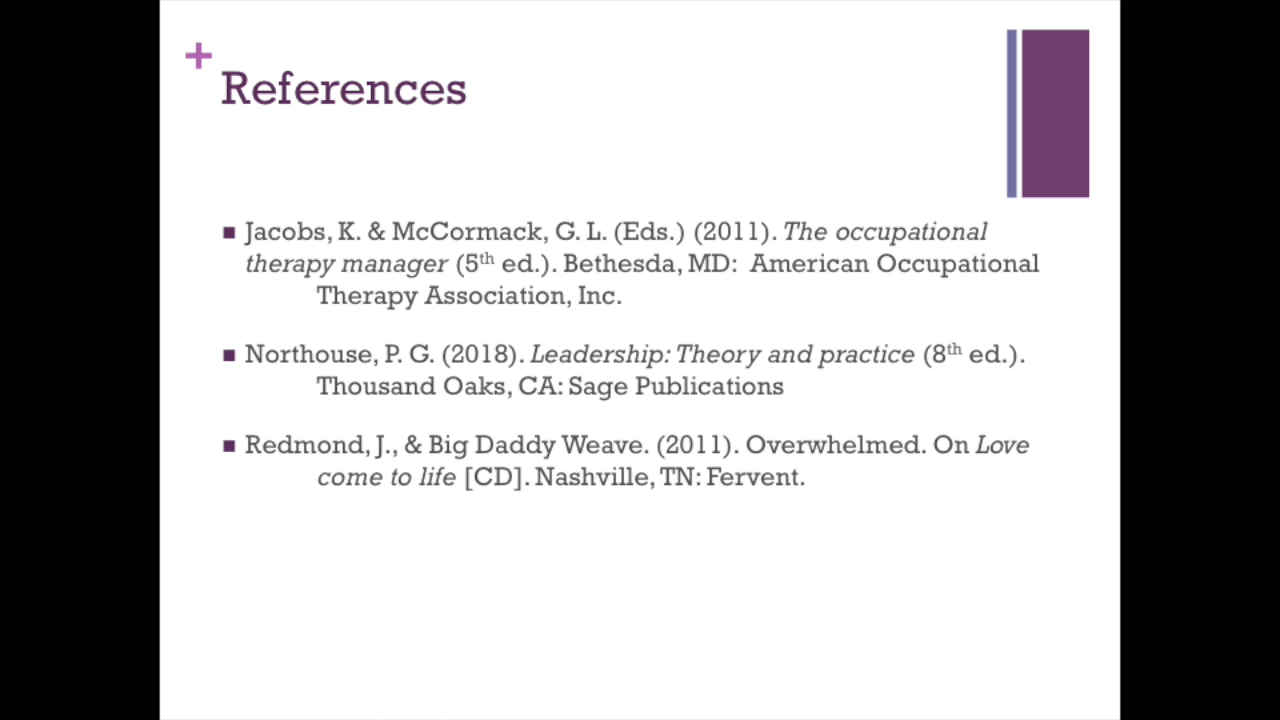 +
References
Jacobs, K. & McCormack, G. L. (Eds.) (2011). The occupational
therapy manager (5th ed.). Bethesda, MD:  American Occupational
Therapy Association, Inc.
Northouse, P. G. (2018). Leadership: Theory and practice (8th ed.).
Thousand Oaks, CA: Sage Publications
Redmond, J., & Big Daddy Weave. (2011). Overwhelmed. On Love
come to life [CD]. Nashville, TN: Fervent.